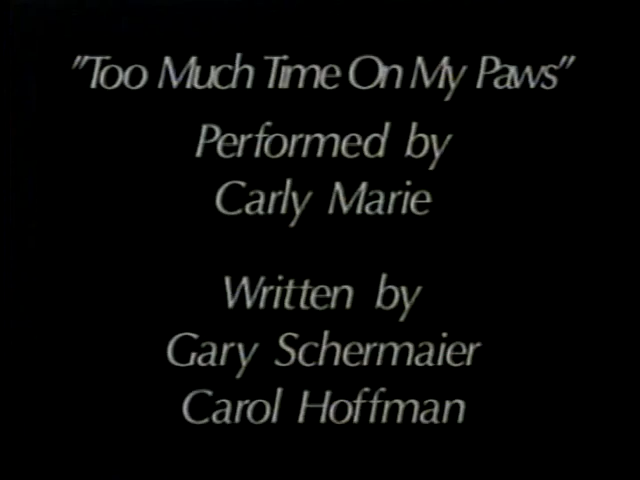 "Too Much Time On My Paws"
Performed by
Carly Marie
Written by
Gary Schermaier
Carol Hoffman